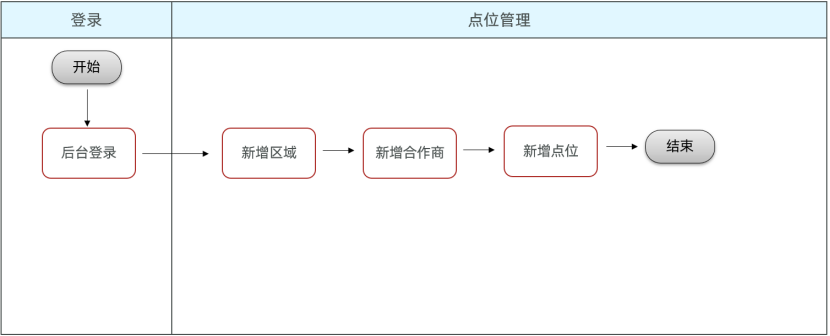 登录
点位管理
开始
后台登录
新增区域
新增合作商
新增点位
结束